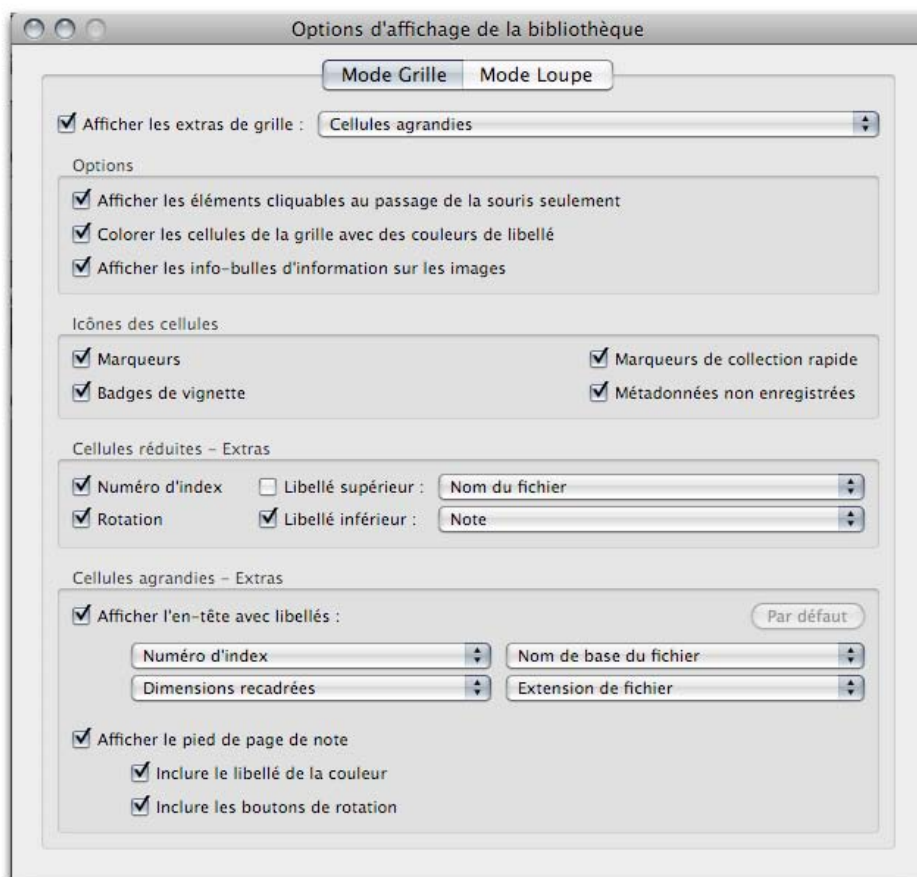 Options d'affichage de la bibliothèque
Mode Grille Mode Loupe
Afficher les extras de grille : Cellules agrandies
Options
Afficher les éléments cliquables au passage de la souris seulement
Colorer les cellules de la grille avec des couleurs de libellé
Afficher les info-bulles d'information sur les images
Icônes des cellules
Marqueurs Marqueurs de collection rapide
Badges de vignette Métadonnées non enregistrées
Cellules réduites – Extras
Numéro d'index Libellé supérieur : Nom du fichier
Rotation Libellé inférieur : Note
Cellules agrandies – Extras
Afficher l'en-tête avec libellés : Par défaut
Numéro d'index Nom de base du fichier
Dimensions recadrées Extension de fichier
Afficher le pied de page de note
Inclure le libellé de la couleur
Inclure les boutons de rotation